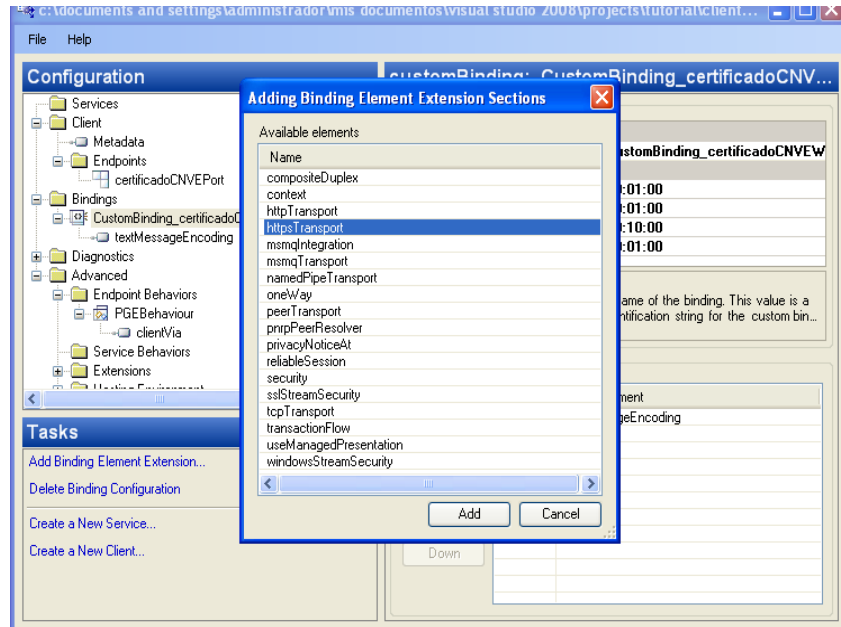 c:\documents and settings\administrador\mis documentos\visual studio 2008\projects\tutorial\client...
File Help
Configuration
customBinding: CustomBinding_certificadoCNV...
Services
Client
Metadata
Endpoints
certificadoCNVEPort
Bindings
CustomBinding_certificadoC
textMessageEncoding
Diagnostics
Advanced
Endpoint Behaviors
PGEBehaviour
clientVia
Service Behaviors
Extensions
Hosting Environment
Adding Binding Element Extension Sections
Available elements
Name
compositeDuplex
context
httpTransport
httpsTransport
msmqIntegration
msmqTransport
namedPipeTransport
oneWay
peerTransport
pnrpPeerResolver
privacyNoticeAt
reliableSession
security
sslStreamSecurity
tcpTransport
transactionFlow
useManagedPresentation
windowsStreamSecurity
Add Cancel
ustomBinding_certificadoCNVEW
:01:00
:01:00
:10:00
:01:00
ame of the binding. This value is a
ntification string for the custom bin...
ment
geEncoding
Down
Tasks
Add Binding Element Extension...
Delete Binding Configuration
Create a New Service...
Create a New Client...